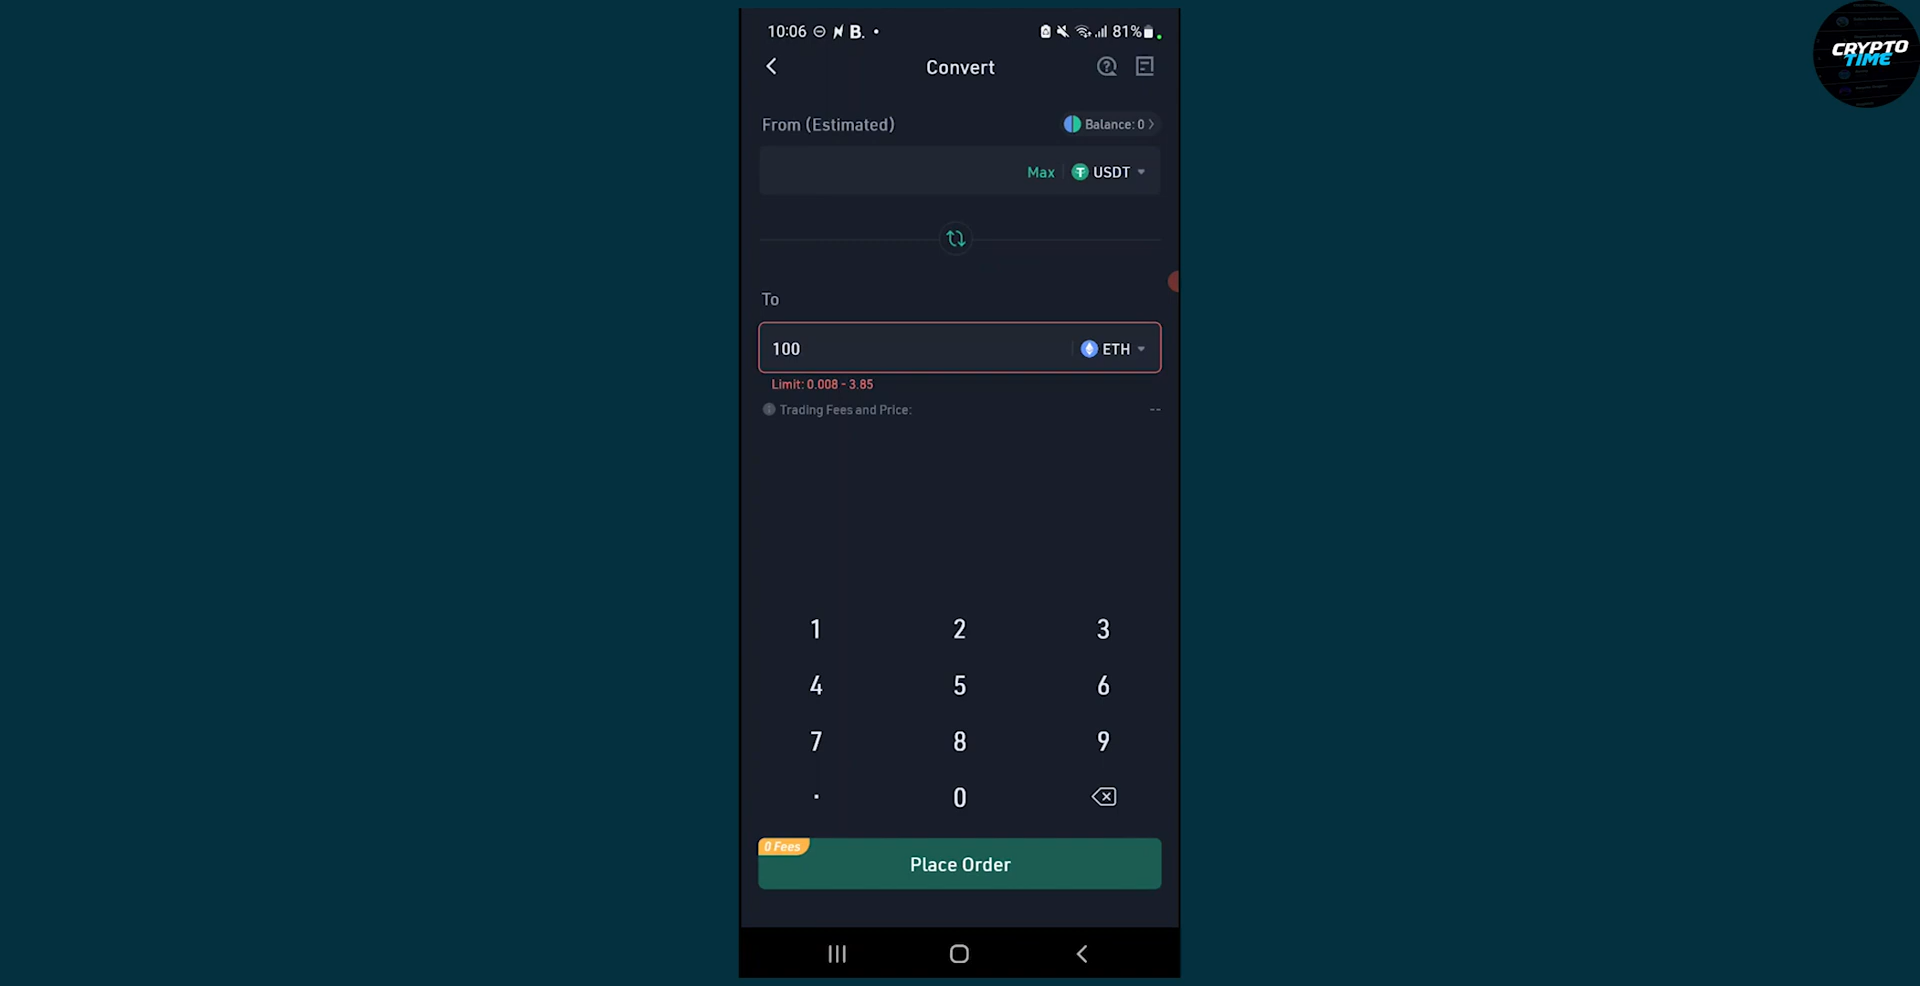 10:06 B. 81%
Convert
From (Estimated) Balance: 0
Max USDT
To
100 ETH
Limit: 0.008 - 3.85
Trading Fees and Price: --
1 2 3
4 5 6
7 8 9
. 0
0 Fees
Place Order
CRYPTO
TIME